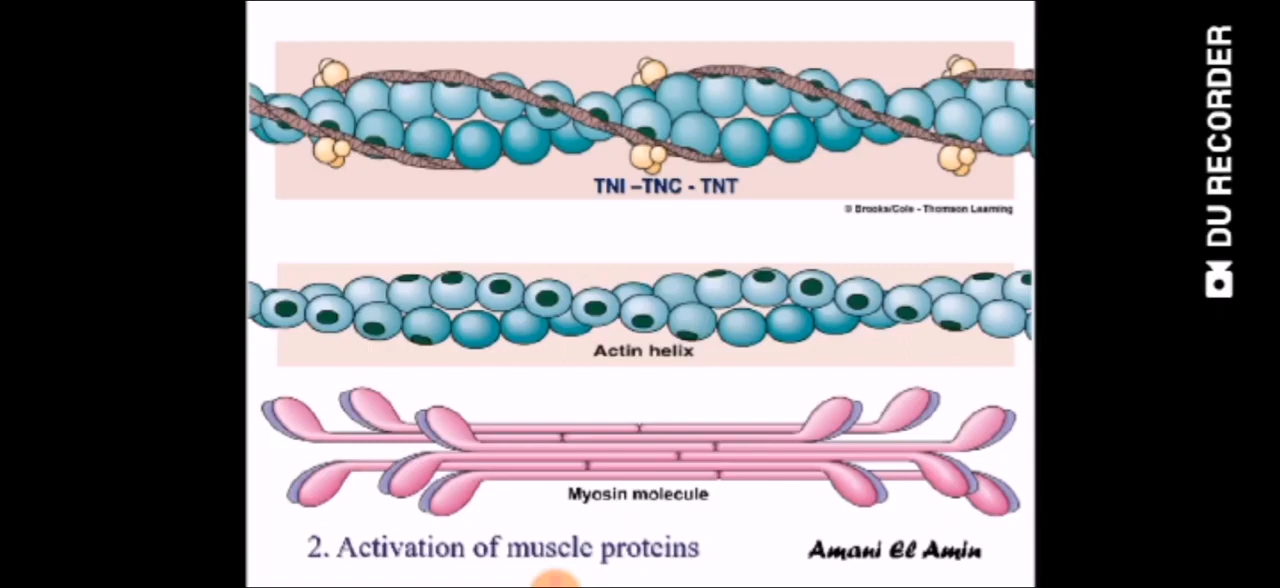 TNI –TNC - TNT
© Brooks/Cole - Thomson Learning
Actin helix
Myosin molecule
2. Activation of muscle proteins
Amani El Amin
DU RECORDER